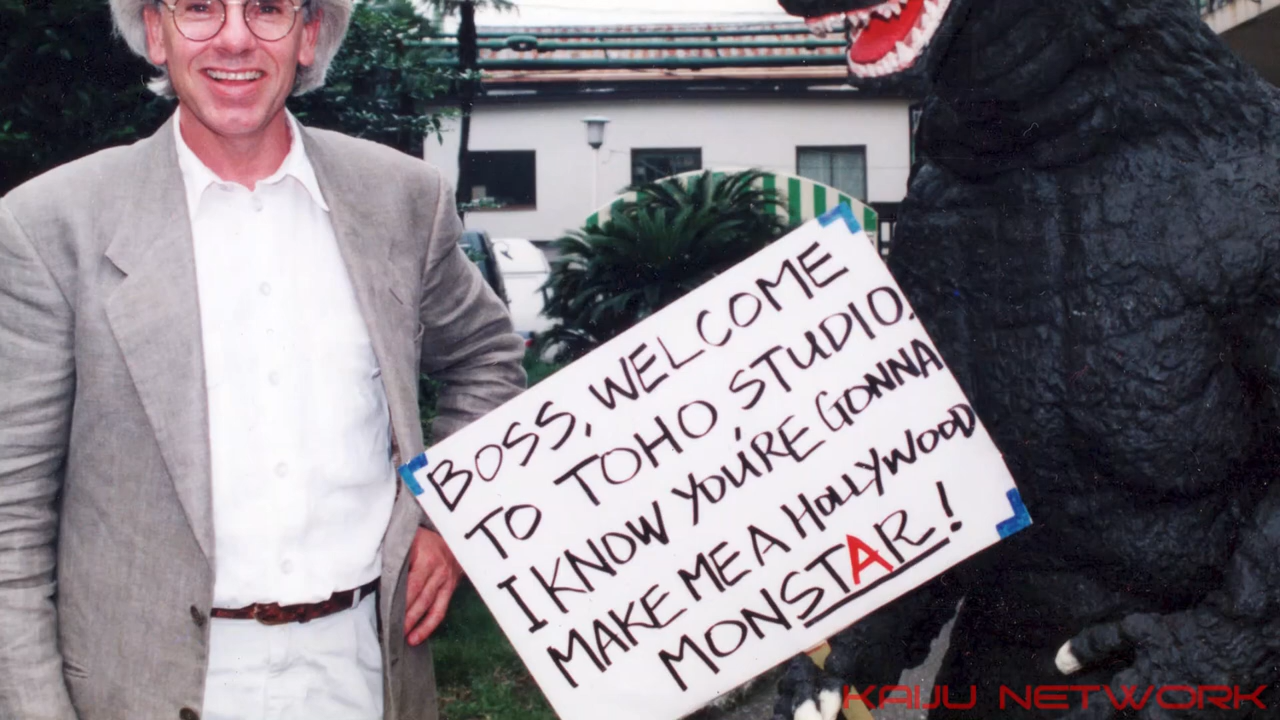 BOSS, WELCOME
TO TOHO STUDIO.
I KNOW YOU'RE GONNA
MAKE ME A HOLLYWOOD
MONSTAR!
KAIJU NETWORK